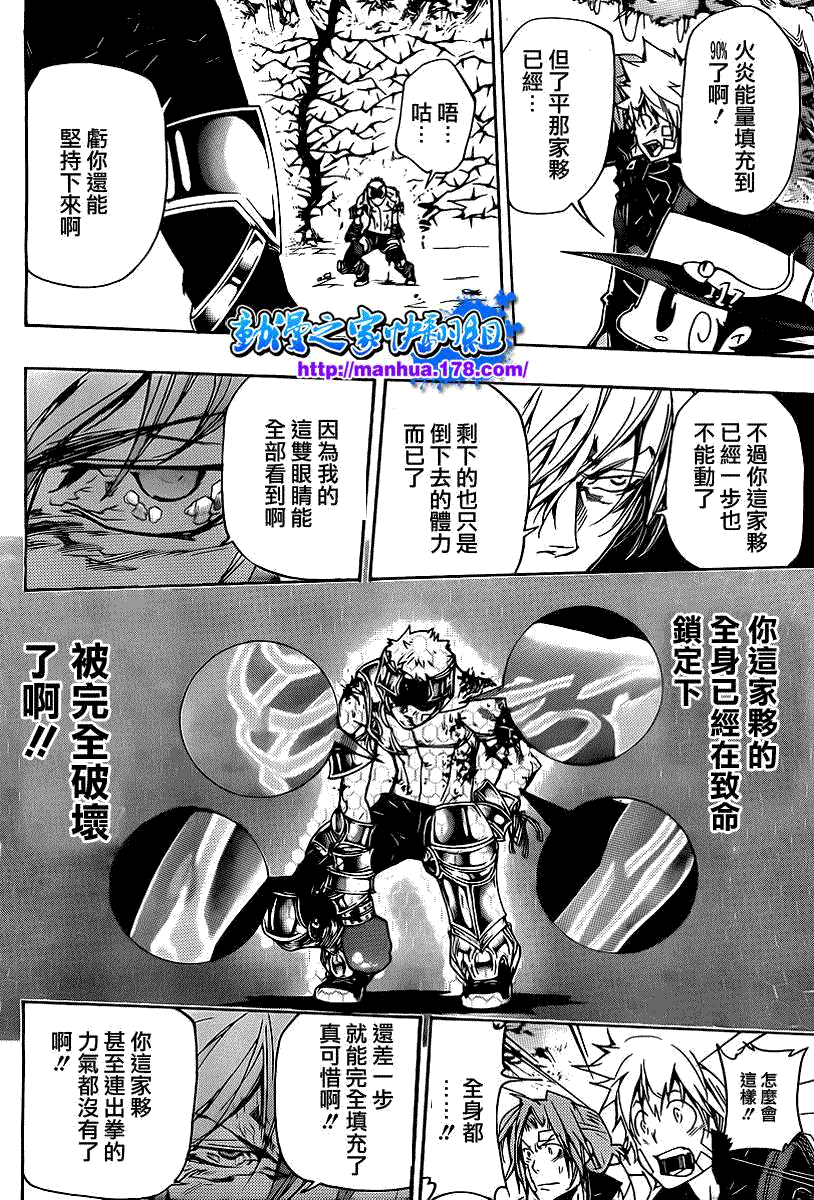 火炎能量填充到
90%了啊!
但了平那家夥
已經…
唔…
咕…
虧你還能
堅持下來啊
17
動漫之家快翻組
http://manhua.178.com/
不過你這家夥
已經一步也
不能動了
剩下的也只是
倒下去的體力
而已了
因為我的
這雙眼睛能
全部看到啊
你這家夥的
全身已經在致命
鎖定下
被完全破壞
了啊!!
怎麼會
這樣!!
全身都
……!!
還差一步
就能完全填充了
真可惜啊!!
你這家夥
甚至連出拳的
力氣都沒有了
啊!!